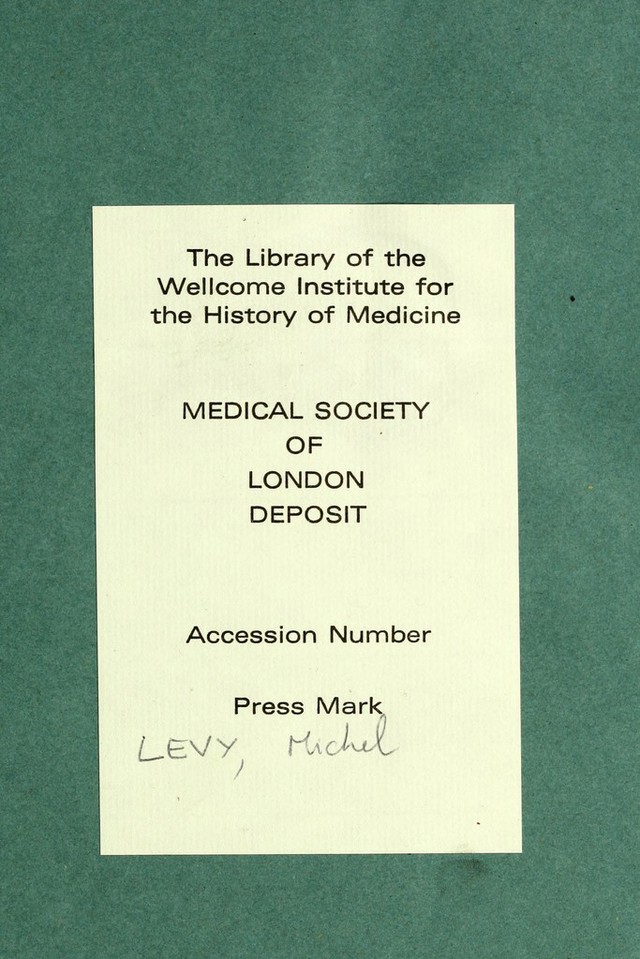 The Library of the
Wellcome Institute for
the History of Medicine
MEDICAL SOCIETY
OF
LONDON
DEPOSIT
Accession Number
Press Mark
LEVY, Michel